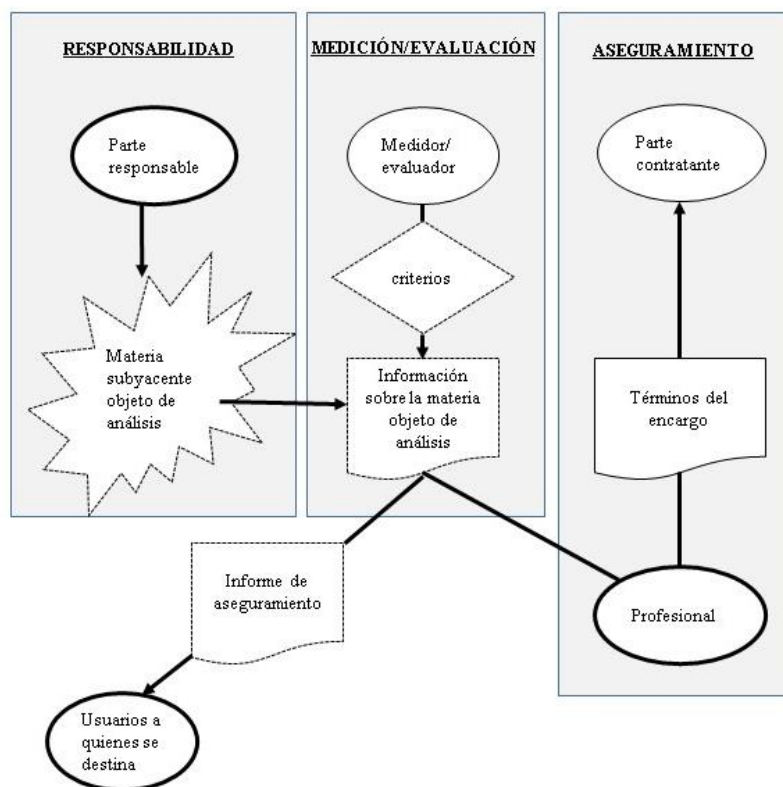 RESPONSABILIDAD
MEDICIÓN/EVALUACIÓN
ASEGURAMIENTO
Parte
responsable
Medidor/
evaluador
Parte
contratante
criterios
Materia
subyacente
objeto de
análisis
Información
sobre la materia
objeto de
análisis
Términos del
encargo
Informe de
aseguramiento
Profesional
Usuarios a
quienes se
destina